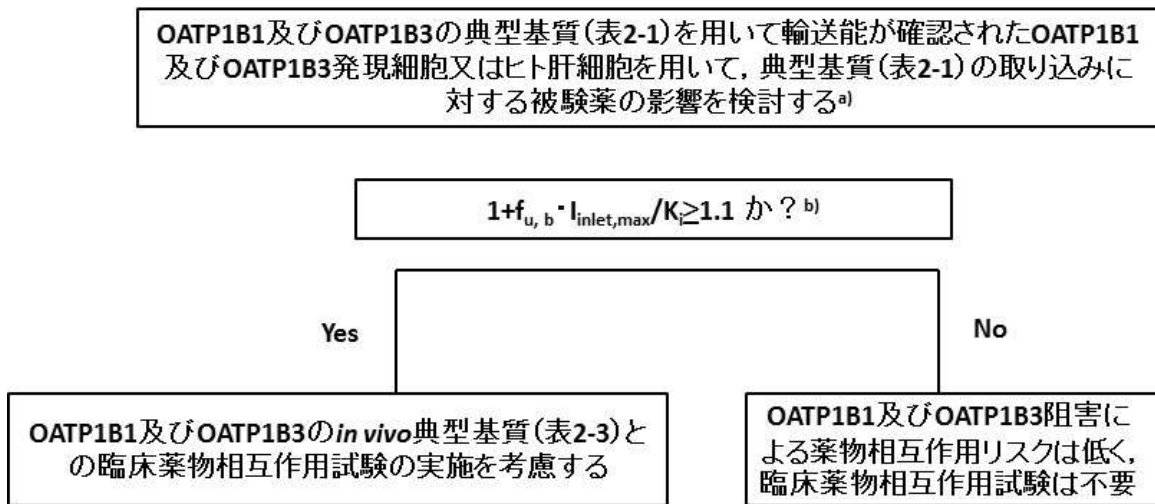 OATP1B1及びOATP1B3の典型基質(表2-1)を用いて輸送能が確認されたOATP1B1
及びOATP1B3発現細胞又はヒト肝細胞を用いて，典型基質(表2-1)の取り込みに
対する被験薬の影響を検討するa)
1+fu, b・Iinlet,max/Ki≥1.1 か？b)
Yes
No
OATP1B1及びOATP1B3のin vivo典型基質(表2-3)と
の臨床薬物相互作用試験の実施を考慮する
OATP1B1及びOATP1B3阻害に
よる薬物相互作用リスクは低く，
臨床薬物相互作用試験は不要